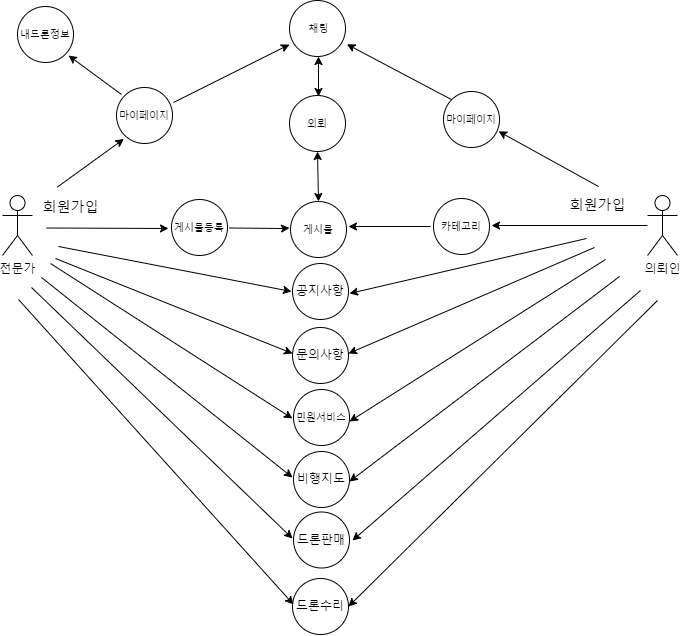 채팅
내드론정보
마이페이지
외뢰
마이페이지
회원가입
회원가입
게시물등록
게시물
카테고리
전문가
의뢰인
공지사항
문의사항
민원서비스
비행지도
드론판매
드론수리